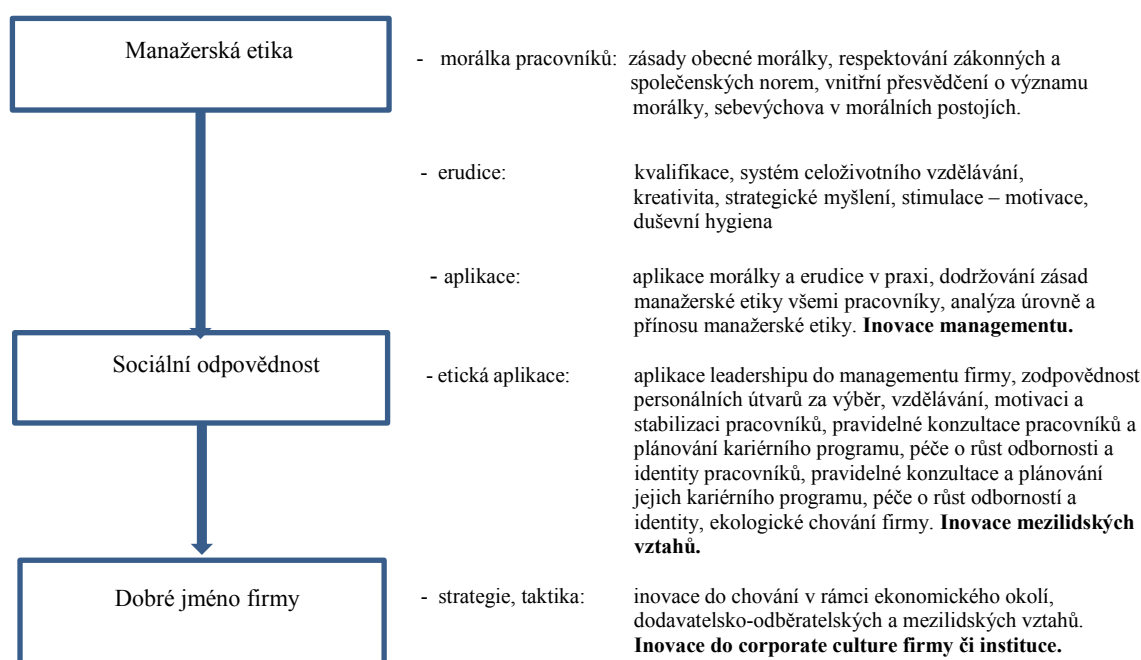 Manažerská etika
- morálka pracovníků: zásady obecné morálky, respektování zákonných a
společenských norem, vnitřní přesvědčení o významu
morálky, sebevýchova v morálních postojích.
- erudice: kvalifikace, systém celoživotního vzdělávání,
kreativita, strategické myšlení, stimulace – motivace,
duševní hygiena
- aplikace: aplikace morálky a erudice v praxi, dodržování zásad
manažerské etiky všemi pracovníky, analýza úrovně a
přínosu manažerské etiky. Inovace managementu.
Sociální odpovědnost
- etická aplikace: aplikace leadershipu do managementu firmy, zodpovědnost
personálních útvarů za výběr, vzdělávání, motivaci a
stabilizaci pracovníků, pravidelné konzultace pracovníků a
plánování kariérního programu, péče o růst odbornosti a
identity pracovníků, pravidelné konzultace a plánování
jejich kariérního programu, péče o růst odborností a
identity, ekologické chování firmy. Inovace mezilidských
vztahů.
Dobré jméno firmy
- strategie, taktika: inovace do chování v rámci ekonomického okolí,
dodavatelsko-odběratelských a mezilidských vztahů.
Inovace do corporate culture firmy či instituce.